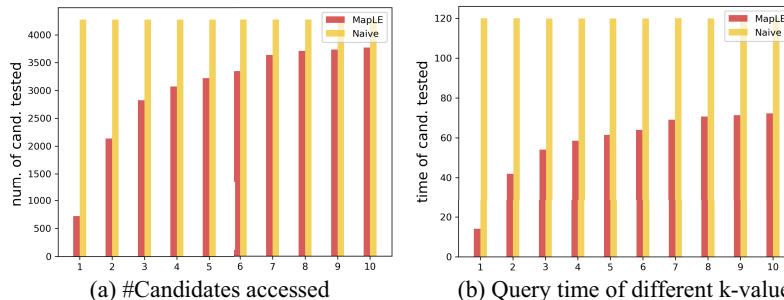 MapLE
Naive
num. of cand. tested
4000
3500
3000
2500
2000
1500
1000
500
0
1 2 3 4 5 6 7 8 9 10
(a) #Candidates accessed
MapLE
Naive
time of cand. tested
120
100
80
60
40
20
0
1 2 3 4 5 6 7 8 9 10
(b) Query time of different k-value